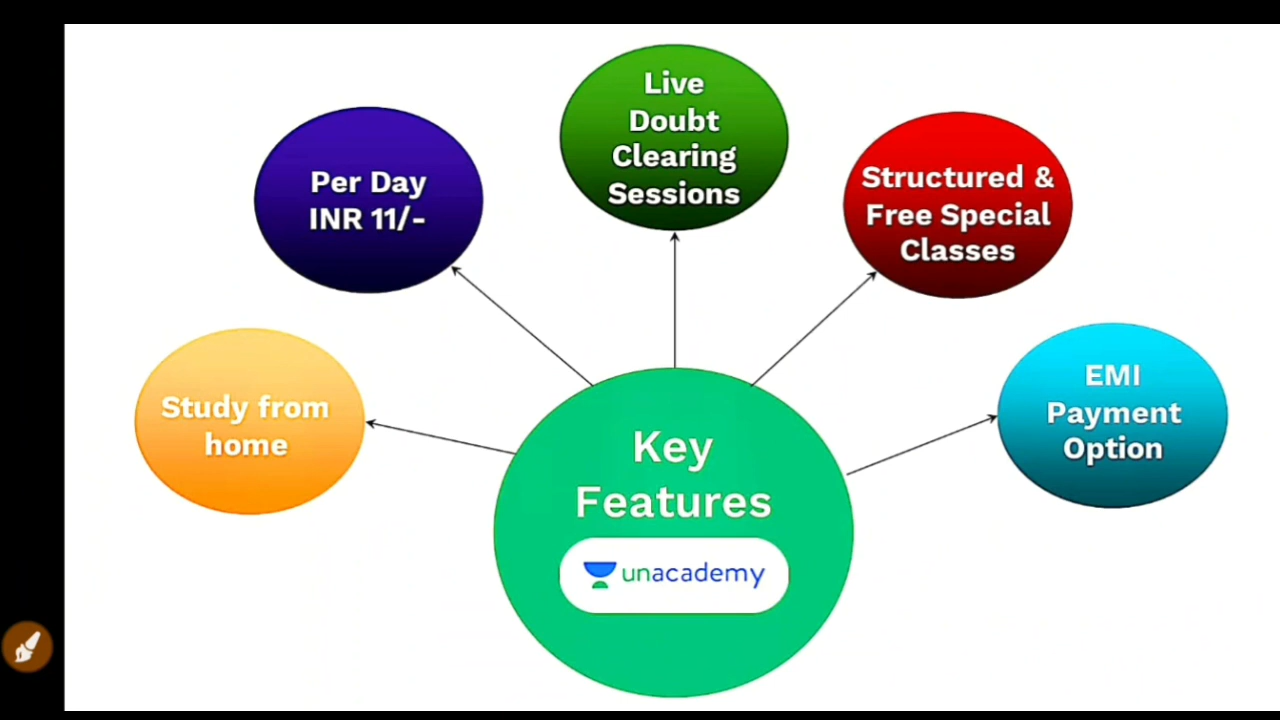 Live
Doubt
Clearing
Sessions
Per Day
INR 11/-
Structured &
Free Special
Classes
Study from
home
EMI
Payment
Option
Key
Features
unacademy